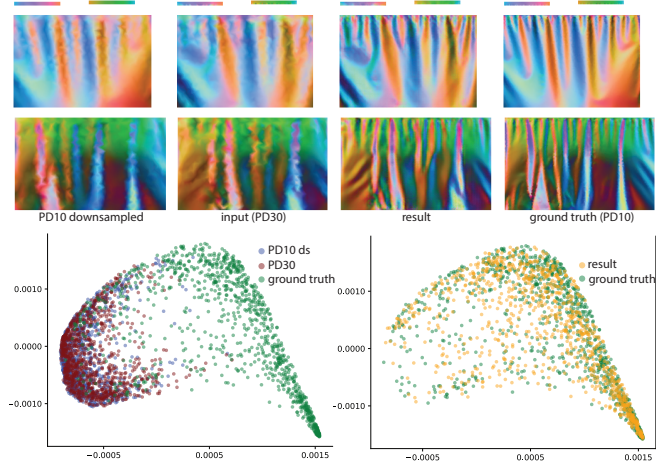 PD10 downsampled input (PD30) result ground truth (PD10)
PD10 ds
PD30
ground truth
0.0010
0.0000
−0.0010
−0.0005 0.0005 0.0015
result
ground truth
0.0010
0.0000
−0.0010
−0.0005 0.0005 0.0015